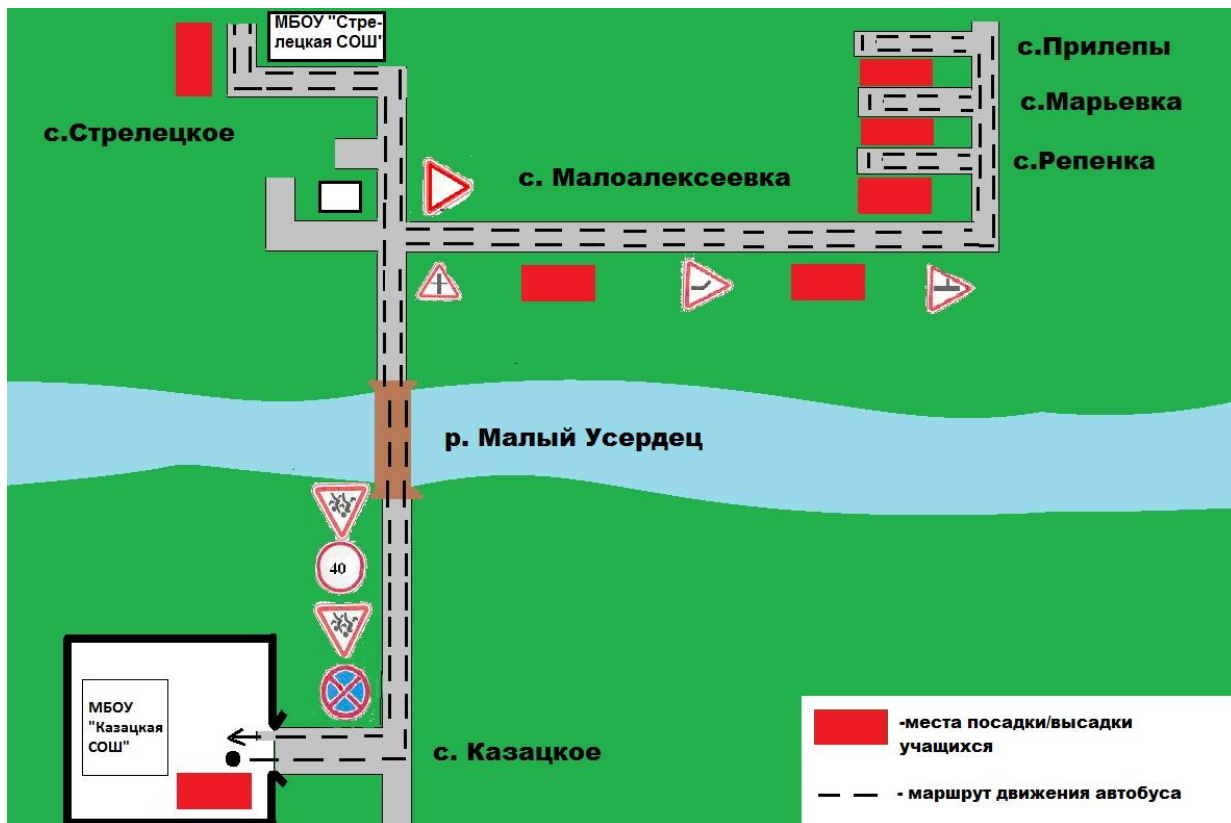 МБОУ "Стре-
лецкая СОШ"
с.Прилепы
с.Марьевка
с.Стрелецкое
с.Репенка
с. Малоалексеевка
р. Малый Усердец
40
МБОУ
"Казацкая
СОШ"
с. Казацкое
-места посадки/высадки
учащихся
- маршрут движения автобуса